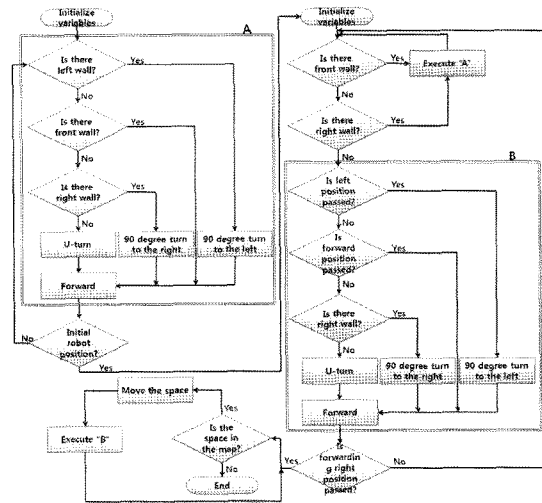 Initialize
variables
A
Is there
left wall?
Yes
No
Is there
front wall?
Yes
No
Is there
right wall?
Yes
No
U-turn
90 degree turn
to the right
90 degree turn
to the left
Forward
Initial
robot
position?
No
Yes
Initialize
variables
Is there
front wall?
Yes
Execute "A"
No
Is there
right wall?
Yes
No
B
Is left
position
passed?
Yes
No
Is
forward
position
passed?
Yes
No
Is there
right wall?
Yes
No
U-turn
90 degree turn
to the right
90 degree turn
to the left
Forward
Is
forwardin
g right
position
passed?
Yes
No
Move the space
Execute "B"
Is the
space in
the map?
Yes
No
End